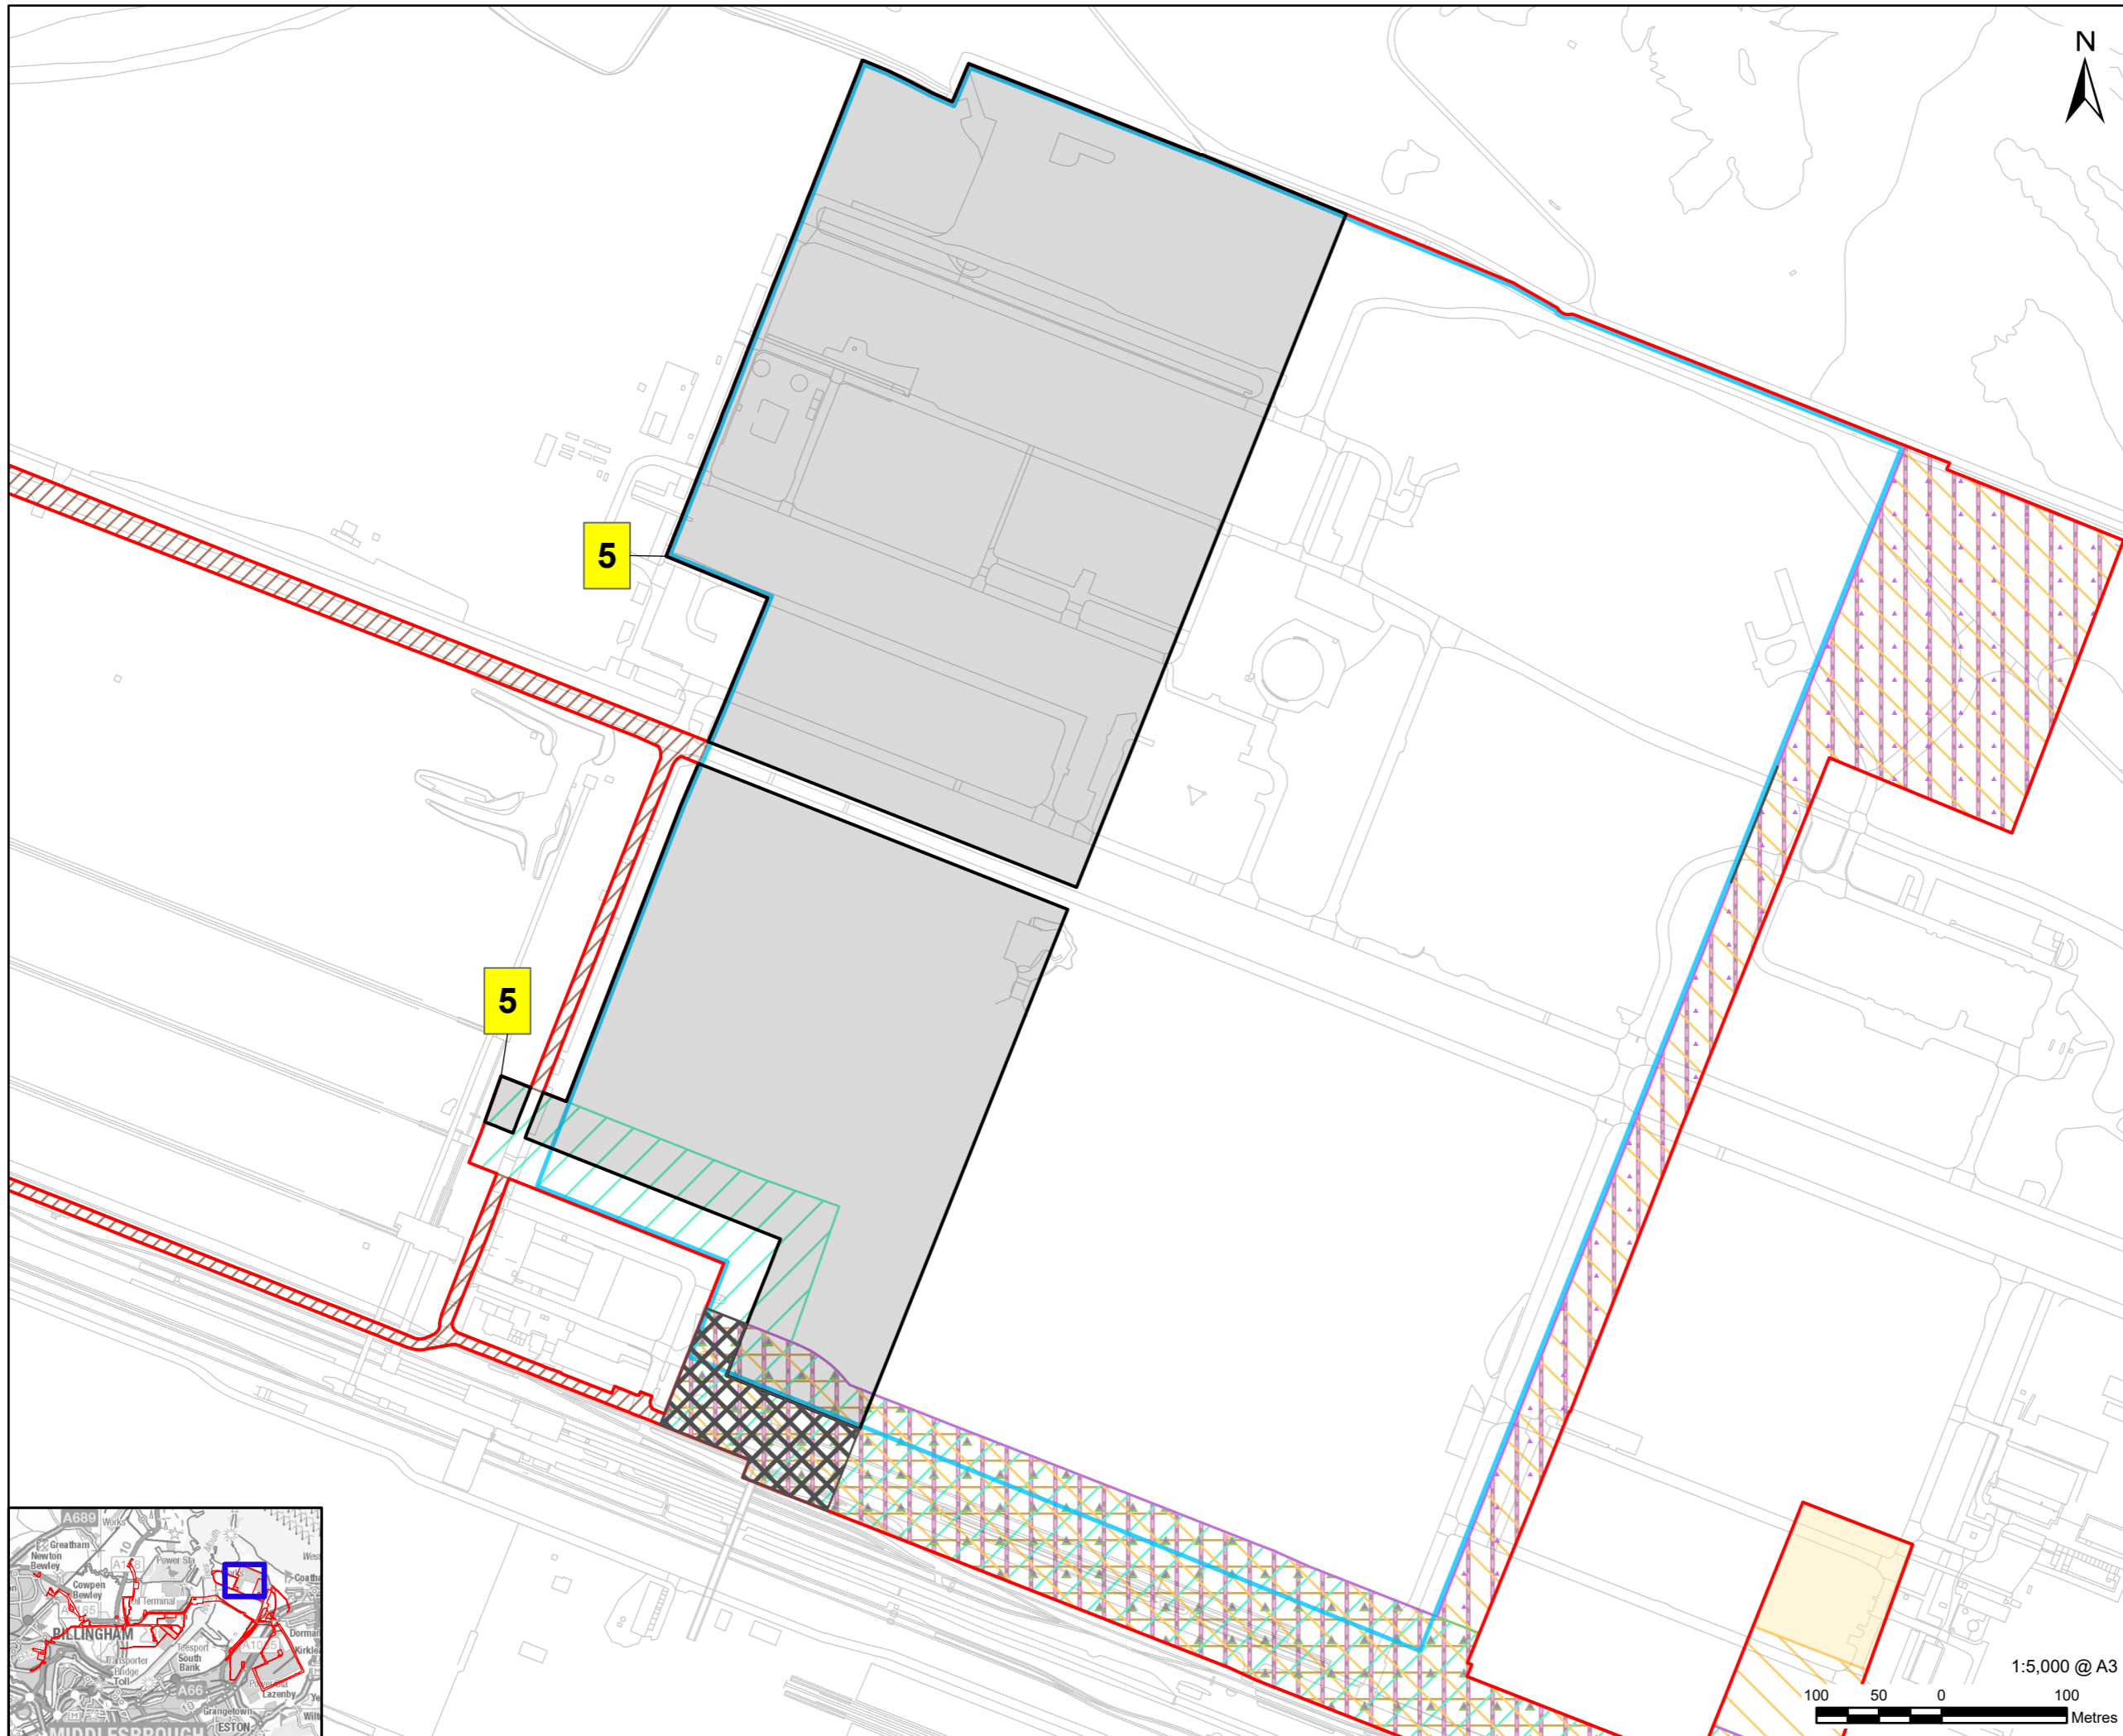 N
5
5
1:5,000 @ A3
100 50 0 100
Metres
A689
Works
Greatham
Newton
Bewley
Power Sta
Cowpen
Bewley
Oil Terminal
BILLINGHAM
Teesport
South
Bank
Transporter
Bridge
Toll
A66
Lazenby
Grangetown
ESTON
MIDDLESBROUGH